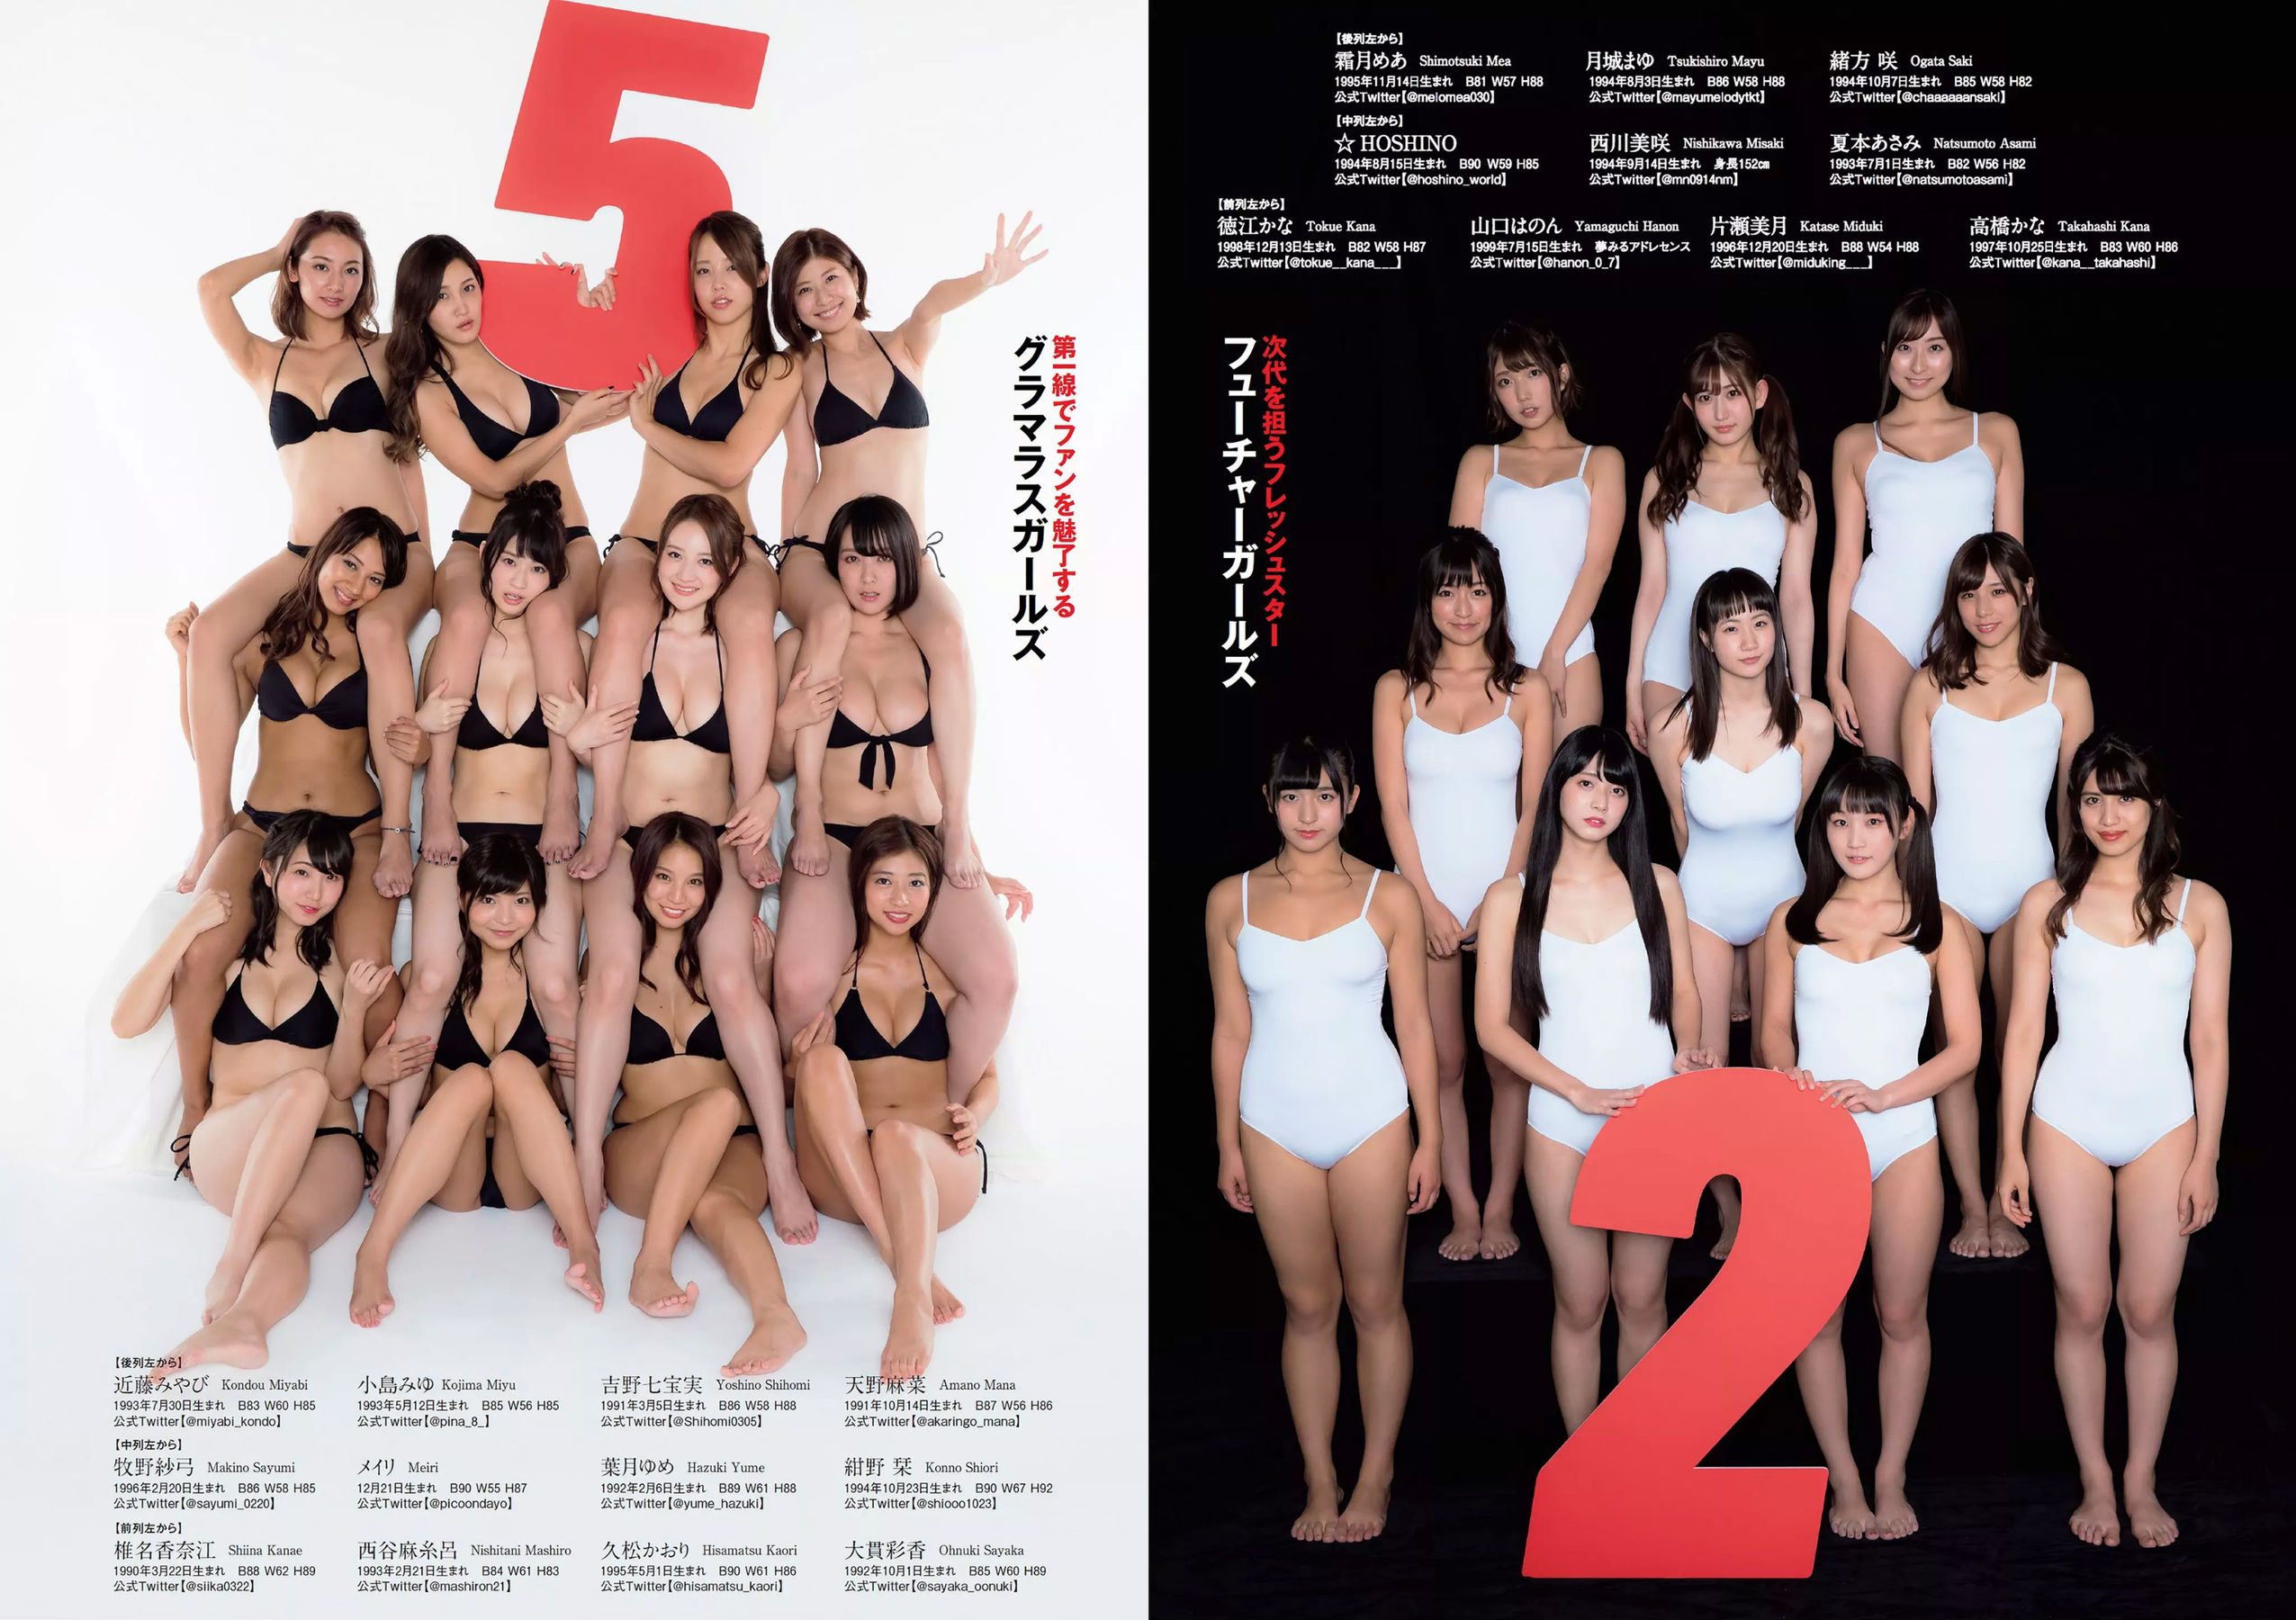 5
第一線でファンを魅了する
グラマラスガールズ
【後列左から】
近藤みやび Kondou Miyabi
1993年7月30日生まれ B83 W60 H85
公式Twitter【@miyabi_kondo】
小島みゆ Kojima Miyu
1993年5月12日生まれ B85 W56 H85
公式Twitter【@pina_8_】
吉野七宝実 Yoshino Shihomi
1991年3月5日生まれ B86 W58 H88
公式Twitter【@Shihomi0305】
天野麻菜 Amano Mana
1991年10月14日生まれ B87 W56 H86
公式Twitter【@akaringo_mana】
【中列左から】
牧野紗弓 Makino Sayumi
1996年2月20日生まれ B86 W58 H85
公式Twitter【@sayumi_0220】
メイリ Meiri
12月21日生まれ B90 W55 H87
公式Twitter【@picoondayo】
葉月ゆめ Hazuki Yume
1992年2月6日生まれ B89 W61 H88
公式Twitter【@yume_hazuki】
紺野 栞 Konno Shiori
1994年10月23日生まれ B90 W67 H92
公式Twitter【@shiooo1023】
【前列左から】
椎名香奈江 Shiina Kanae
1990年3月22日生まれ B88 W62 H89
公式Twitter【@siika0322】
西谷麻糸呂 Nishitani Mashiro
1993年2月21日生まれ B84 W61 H83
公式Twitter【@mashiron21】
久松かおり Hisamatsu Kaori
1995年5月1日生まれ B90 W61 H86
公式Twitter【@hisamatsu_kaori】
大貫彩香 Ohnuki Sayaka
1992年10月1日生まれ B85 W60 H89
公式Twitter【@sayaka_oonuki】
【後列左から】
霜月めあ Shimotsuki Mea
1995年11月14日生まれ B81 W57 H88
公式Twitter【@melomea030】
月城まゆ Tsukishiro Mayu
1994年8月3日生まれ B86 W58 H88
公式Twitter【@mayumelodytkt】
緒方 咲 Ogata Saki
1994年10月7日生まれ B85 W58 H82
公式Twitter【@chaaaaaansaki】
【中列左から】
☆HOSHINO
1994年8月15日生まれ B90 W59 H85
公式Twitter【@hoshino_world】
西川美咲 Nishikawa Misaki
1994年9月14日生まれ 身長152㎝
公式Twitter【@mn0914nm】
夏本あさみ Natsumoto Asami
1993年7月1日生まれ B82 W56 H82
公式Twitter【@natsumotoasami】
【前列左から】
徳江かな Tokue Kana
1998年12月13日生まれ B82 W58 H87
公式Twitter【@tokue__kana___】
山口はのん Yamaguchi Hanon
1999年7月15日生まれ 夢みるアドレセンス
公式Twitter【@hanon_0_7】
片瀬美月 Katase Miduki
1996年12月20日生まれ B88 W54 H88
公式Twitter【@miduking___】
高橋かな Takahashi Kana
1997年10月25日生まれ B83 W60 H86
公式Twitter【@kana__takahashi】
次代を担うフレッシュスター
フューチャーガールズ
2